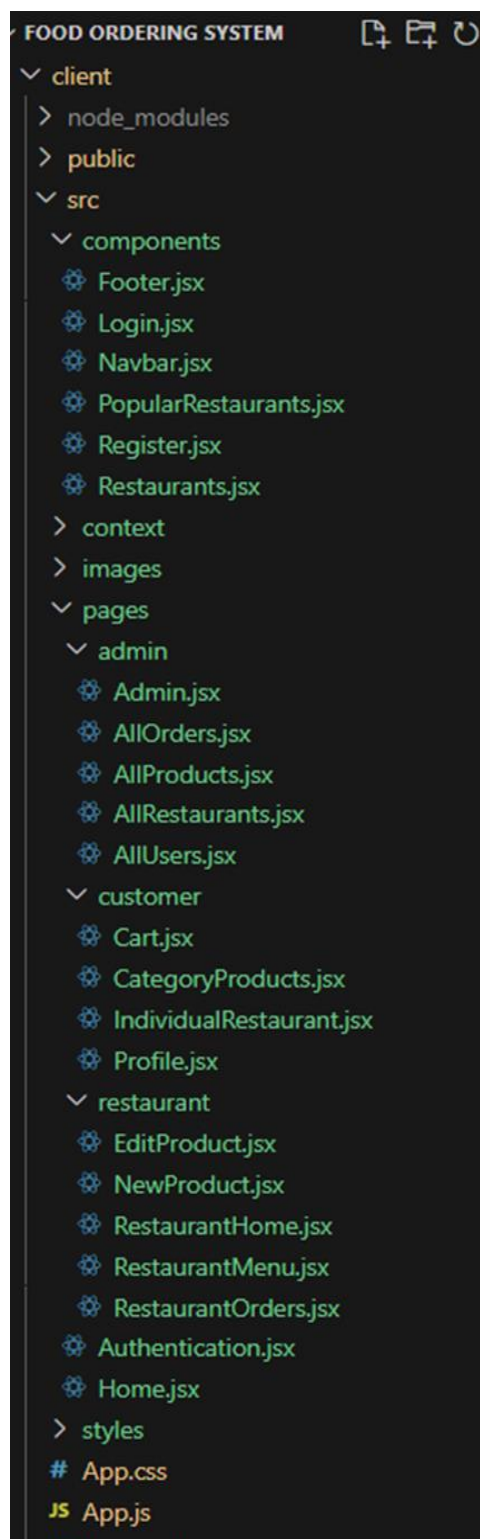 FOOD ORDERING SYSTEM
client
node_modules
public
src
components
Footer.jsx
Login.jsx
Navbar.jsx
PopularRestaurants.jsx
Register.jsx
Restaurants.jsx
context
images
pages
admin
Admin.jsx
AllOrders.jsx
AllProducts.jsx
AllRestaurants.jsx
AllUsers.jsx
customer
Cart.jsx
CategoryProducts.jsx
IndividualRestaurant.jsx
Profile.jsx
restaurant
EditProduct.jsx
NewProduct.jsx
RestaurantHome.jsx
RestaurantMenu.jsx
RestaurantOrders.jsx
Authentication.jsx
Home.jsx
styles
# App.css
JS App.js